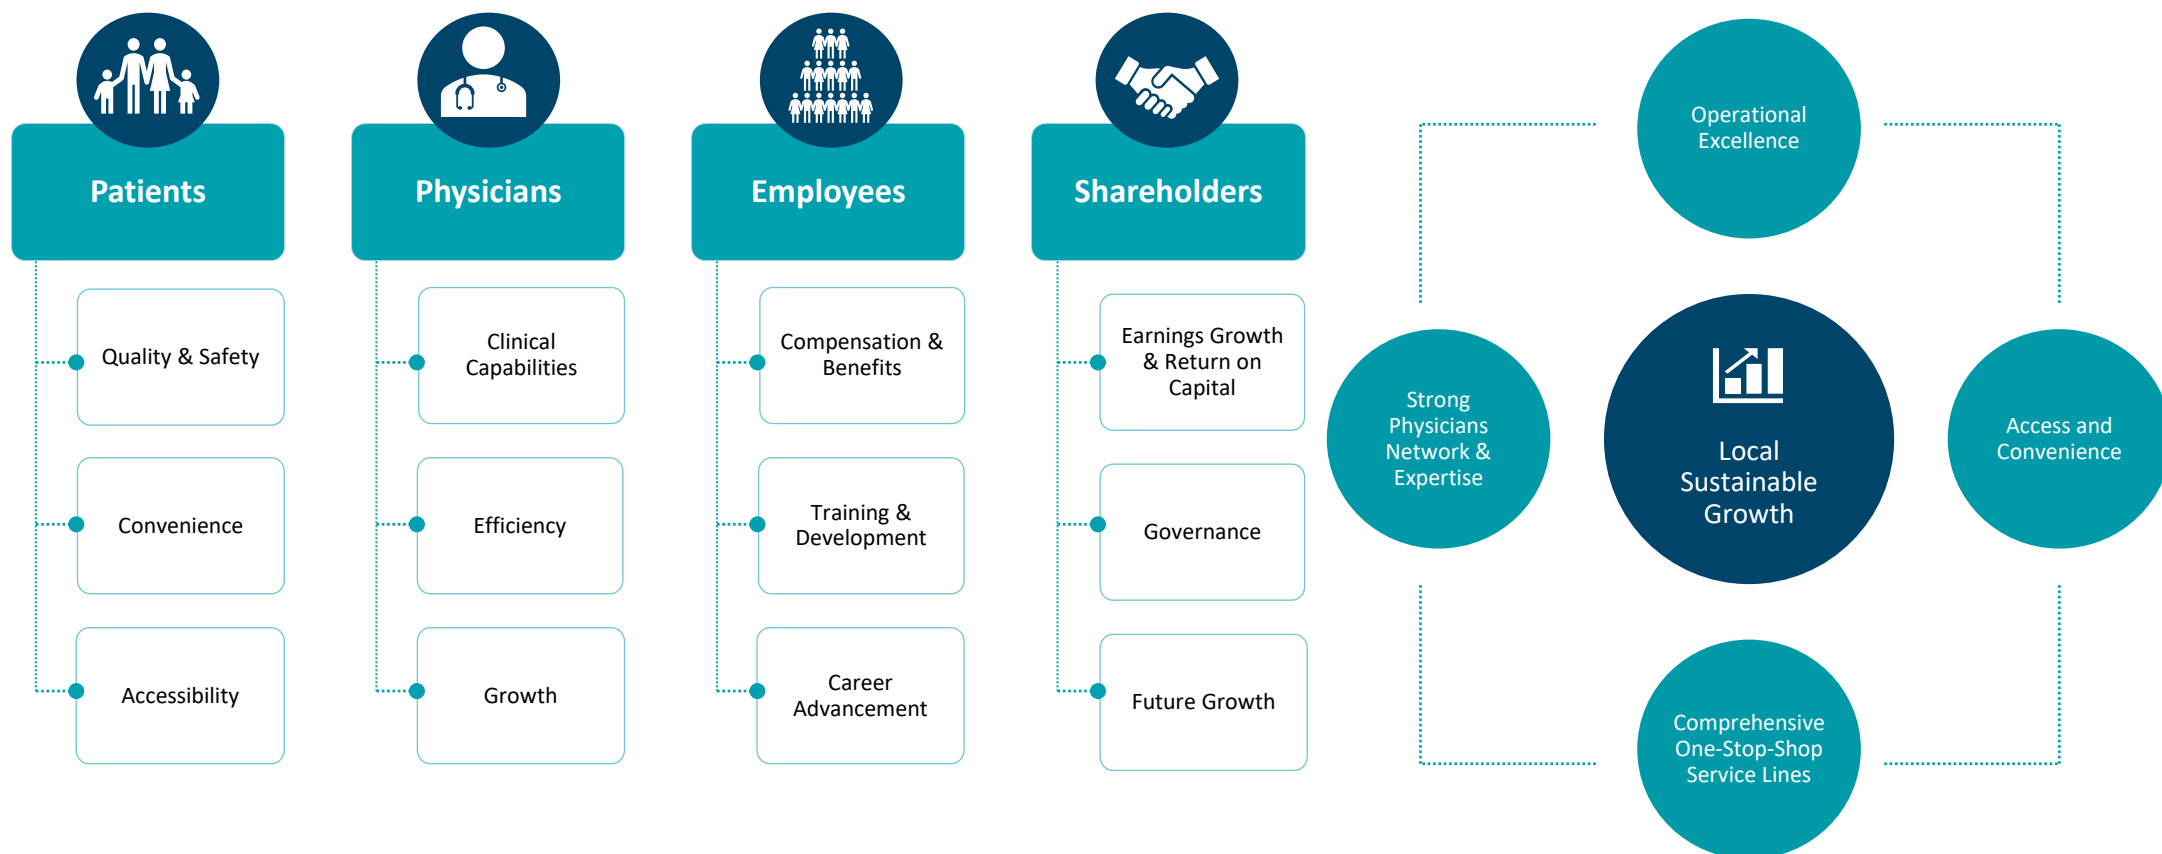 Patients
Quality & Safety
Convenience
Accessibility
Physicians
Clinical
Capabilities
Efficiency
Growth
Employees
Compensation &
Benefits
Training &
Development
Career
Advancement
Shareholders
Earnings Growth
& Return on
Capital
Governance
Future Growth
Operational
Excellence
Strong
Physicians
Network &
Expertise
Local
Sustainable
Growth
Access and
Convenience
Comprehensive
One-Stop-Shop
Service Lines